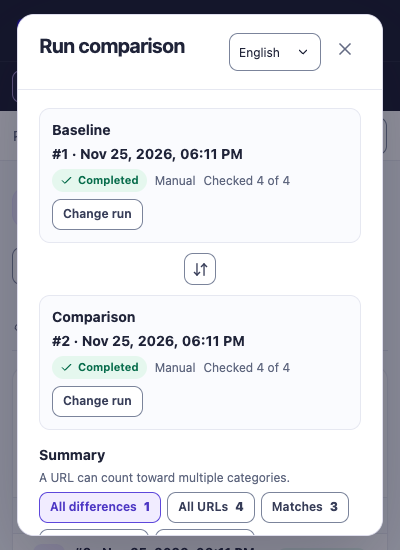 Run comparison
English
Baseline
#1 · Nov 25, 2026, 06:11 PM
Completed Manual Checked 4 of 4
Change run
Comparison
#2 · Nov 25, 2026, 06:11 PM
Completed Manual Checked 4 of 4
Change run
Summary
A URL can count toward multiple categories.
All differences 1 All URLs 4 Matches 3